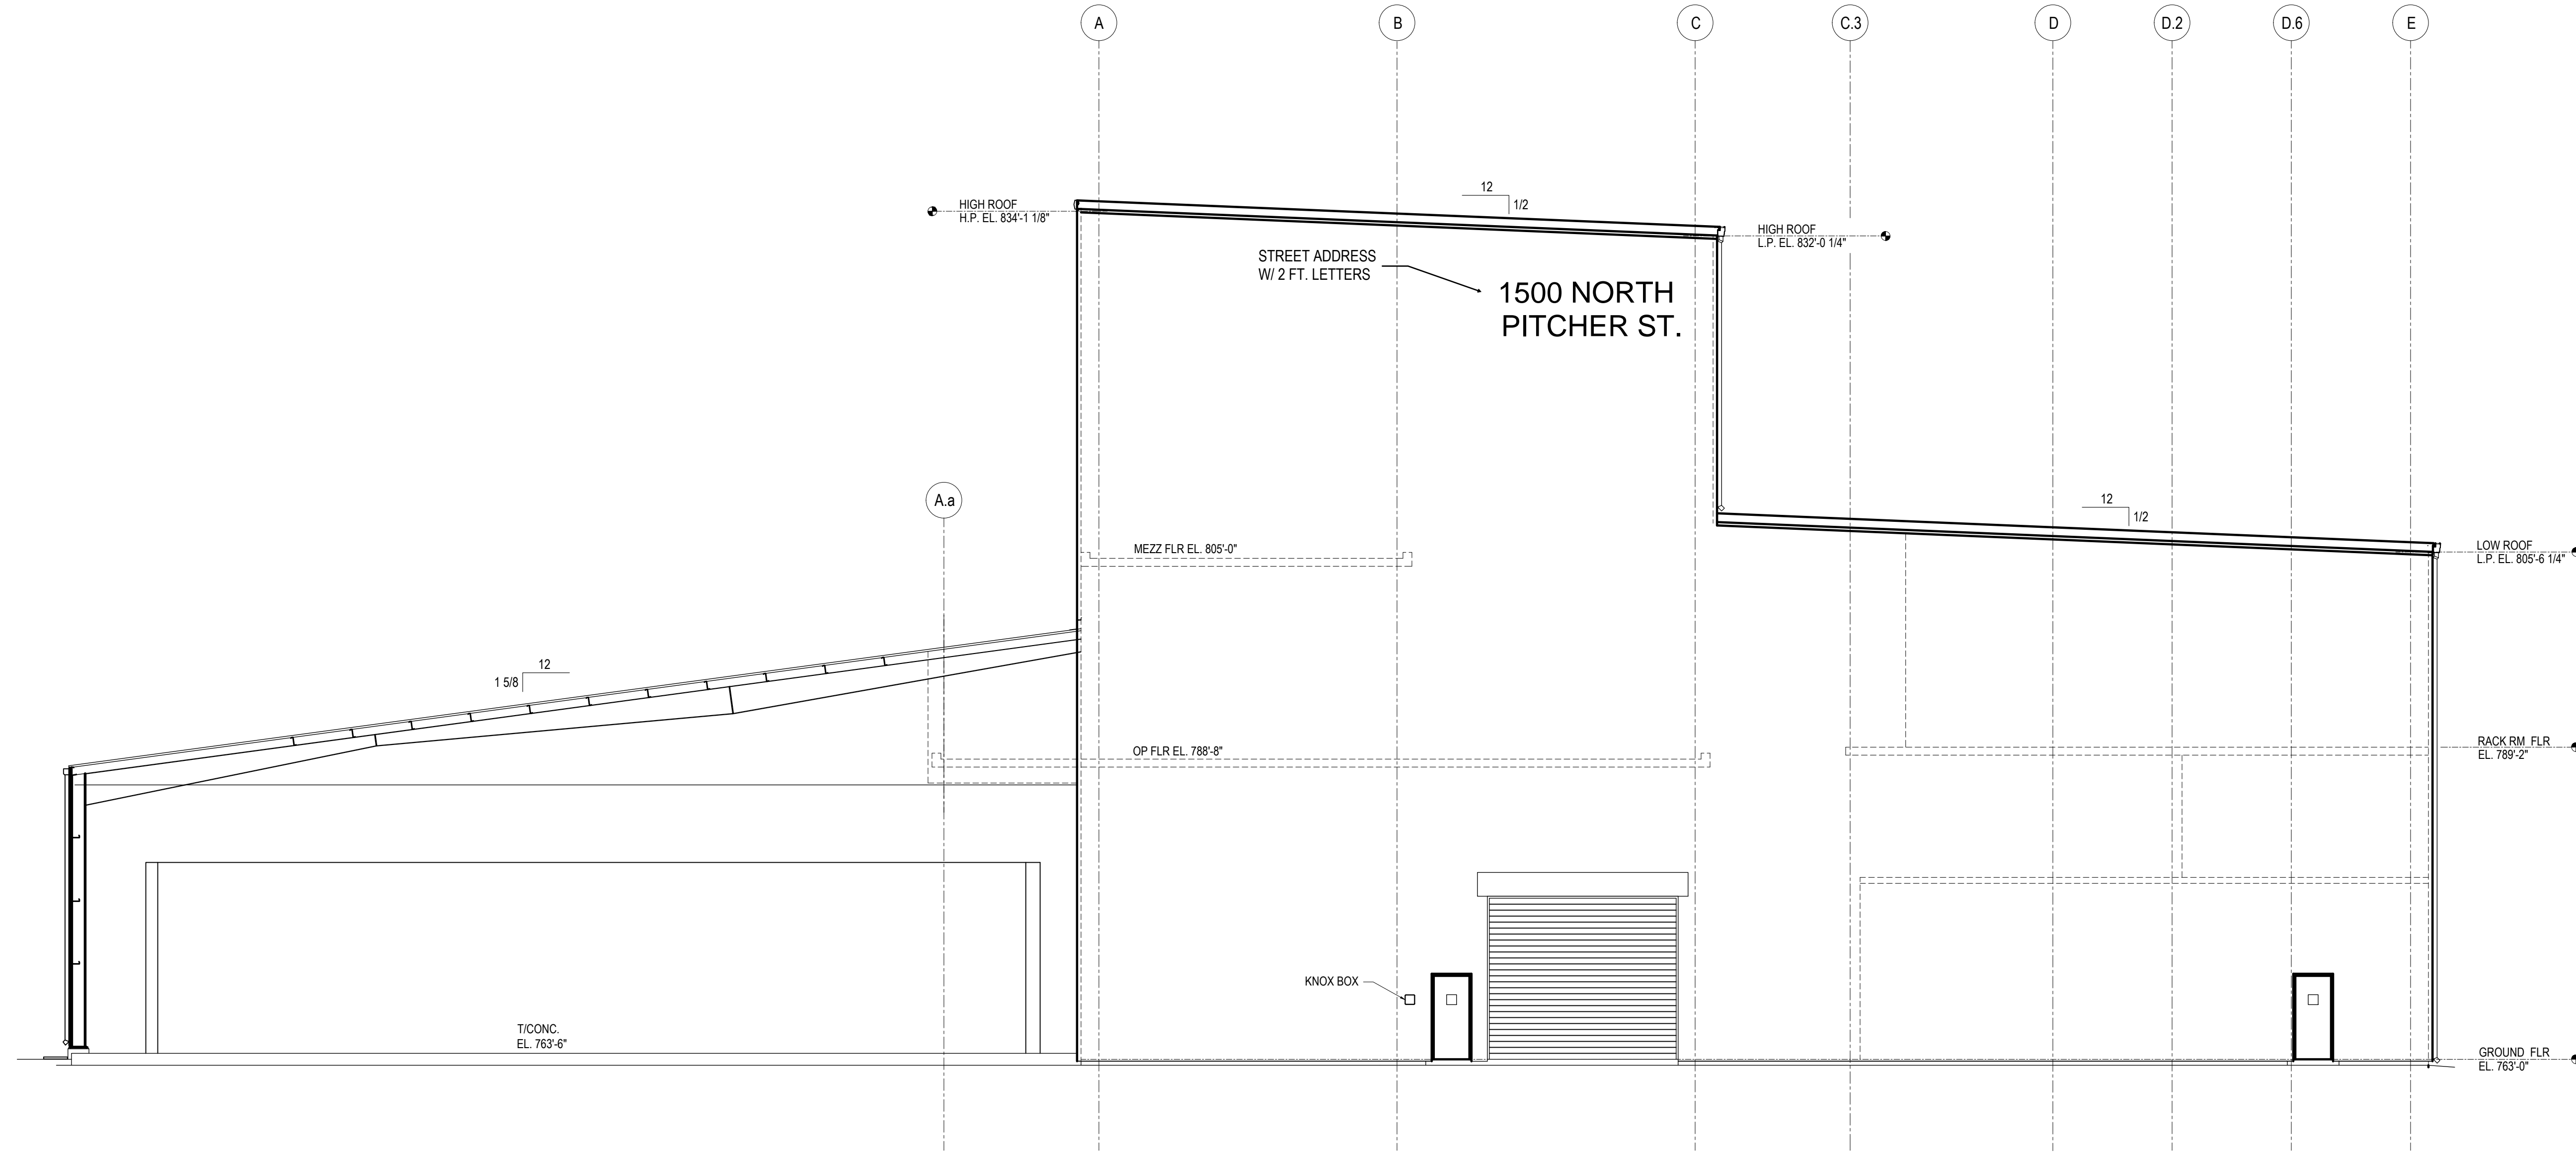 A
B
C
C.3
D
D.2
D.6
E
12
1/2
HIGH ROOF
H.P. EL. 834'-1 1/8"
HIGH ROOF
L.P. EL. 832'-0 1/4"
STREET ADDRESS
W/ 2 FT. LETTERS
1500 NORTH
PITCHER ST.
A.a
12
1/2
MEZZ FLR EL. 805'-0"
LOW ROOF
L.P. EL. 805'-6 1/4"
12
1 5/8
OP FLR EL. 788'-8"
RACK RM FLR
EL. 789'-2"
KNOX BOX
T/CONC.
EL. 763'-6"
GROUND FLR
EL. 763'-0"